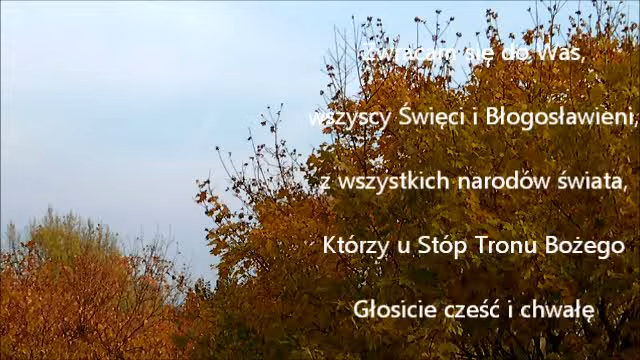 Zwracam się do Was,
wszyscy Święci i Błogosławieni,
z wszystkich narodów świata,
Którzy u Stóp Tronu Bożego
Głosicie cześć i chwałę